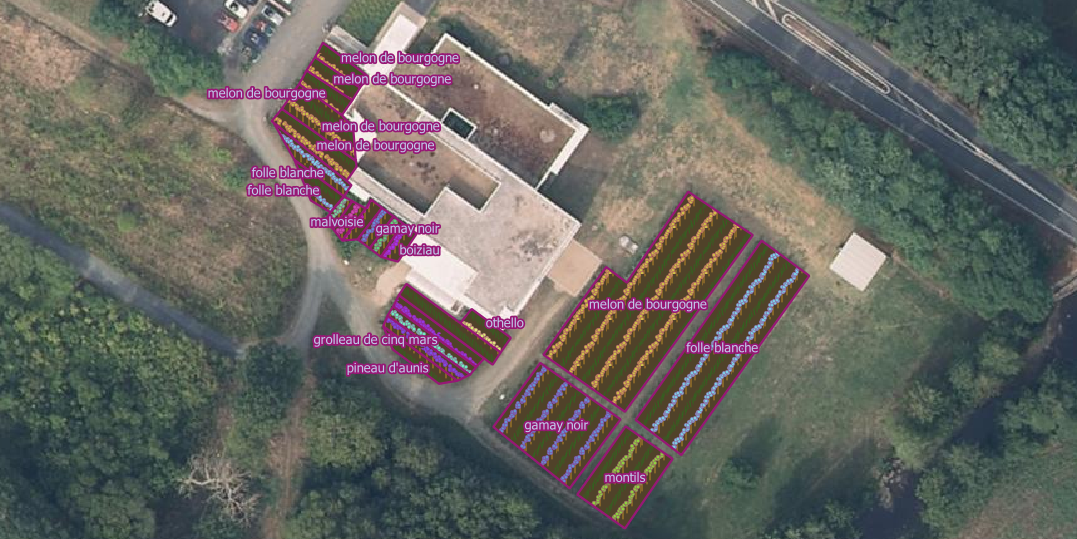 melon de bourgogne
melon de bourgogne
melon de bourgogne
melon de bourgogne
melon de bourgogne
folle blanche
folle blanche
malvoisie
gamay noir
boiziau
othello
grolleau de cinq mars
pineau d'aunis
melon de bourgogne
folle blanche
gamay noir
montils